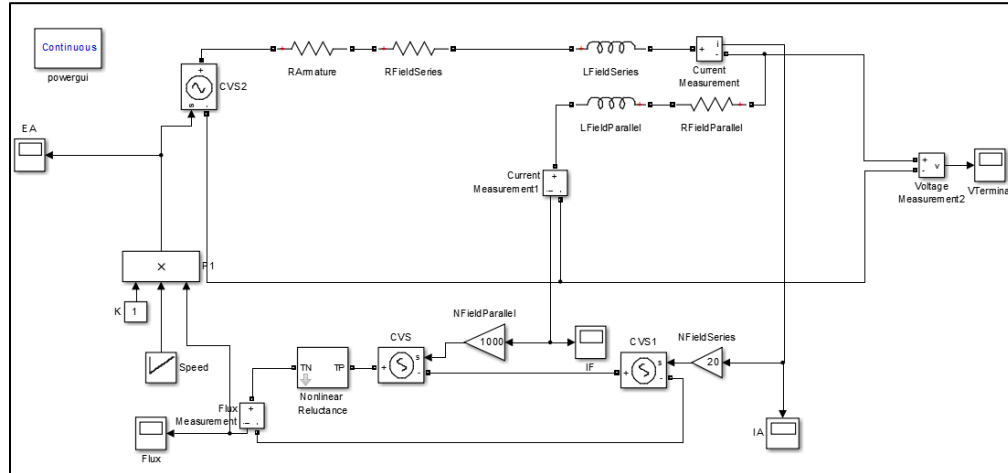 Continuous
powergui
CVS2
+
s
-
RArmature
RFieldSeries
LFieldSeries
+
i
-
Current
Measurement
LFieldParallel
RFieldParallel
EA
Current
Measurement1
+
i
-
+
-
v
Voltage
Measurement2
VTermina
×
P1
K
1
Speed
NFieldParallel
1000
IF
CVS
+
s
-
CVS1
+
s
-
NFieldSeries
20
TN
TP
Nonlinear
Reluctance
Flux
Measurement
+
i
-
Flux
IA